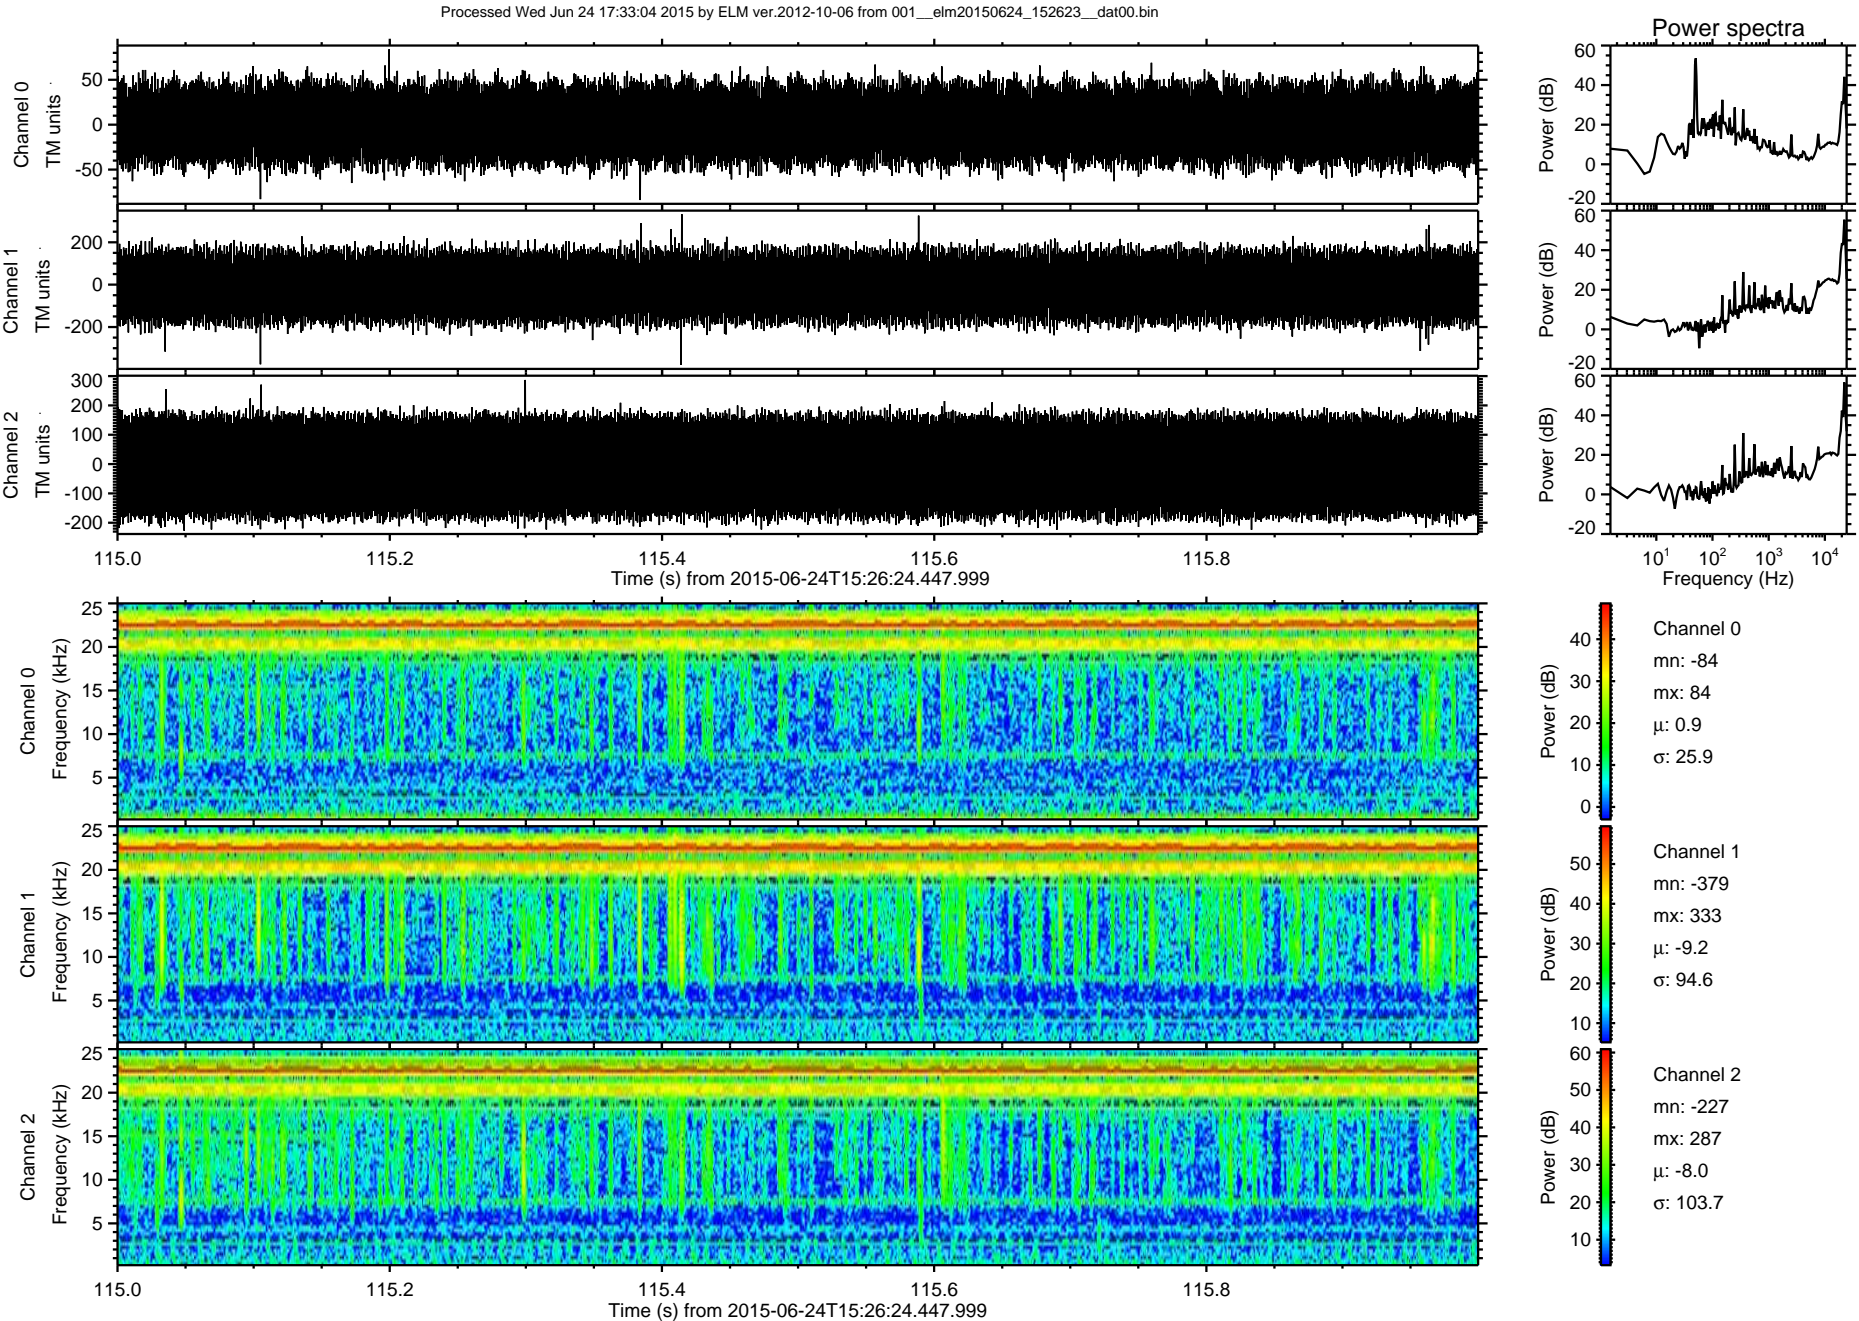 Processed Wed Jun 24 17:33:04 2015 by ELM ver.2012-10-06 from 001__elm20150624_152623__dat00.bin
Power spectra
Channel 0
TM units
50
0
-50
Power (dB)
60
40
20
0
-20
Channel 1
TM units
200
0
-200
Power (dB)
60
40
20
0
-20
Channel 2
TM units
300
200
100
0
-100
-200
Power (dB)
60
40
20
0
-20
115.0 115.2 115.4 115.6 115.8
Time (s) from 2015-06-24T15:26:24.447.999
10^1 10^2 10^3 10^4
Frequency (Hz)
Channel 0
Frequency (kHz)
25
20
15
10
5
Power (dB)
40
30
20
10
0
Channel 0
mn: -84
mx: 84
μ: 0.9
σ: 25.9
Channel 1
Frequency (kHz)
25
20
15
10
5
Power (dB)
50
40
30
20
10
Channel 1
mn: -379
mx: 333
μ: -9.2
σ: 94.6
Channel 2
Frequency (kHz)
25
20
15
10
5
Power (dB)
60
50
40
30
20
10
Channel 2
mn: -227
mx: 287
μ: -8.0
σ: 103.7
115.0 115.2 115.4 115.6 115.8
Time (s) from 2015-06-24T15:26:24.447.999